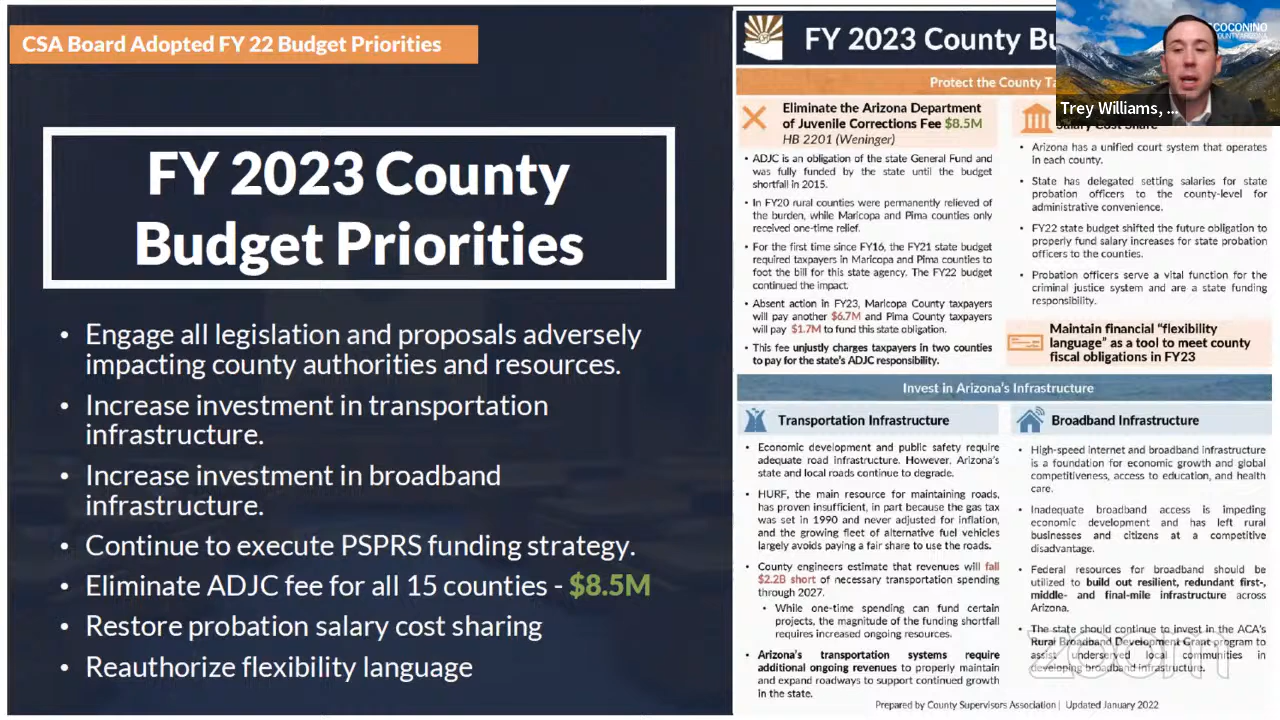 CSA Board Adopted FY 22 Budget Priorities
FY 2023 County
Budget Priorities
• Engage all legislation and proposals adversely
impacting county authorities and resources.
• Increase investment in transportation
infrastructure.
• Increase investment in broadband
infrastructure.
• Continue to execute PSPRS funding strategy.
• Eliminate ADJC fee for all 15 counties - $8.5M
• Restore probation salary cost sharing
• Reauthorize flexibility language
FY 2023 County Bu
Protect the County Ta
Eliminate the Arizona Department
of Juvenile Corrections Fee $8.5M
HB 2201 (Weninger)
• ADJC is an obligation of the state General Fund and
was fully funded by the state until the budget
shortfall in 2015.
• In FY20 rural counties were permanently relieved of
the burden, while Maricopa and Pima counties only
received one-time relief.
• For the first time since FY16, the FY21 state budget
required taxpayers in Maricopa and Pima counties to
foot the bill for this state agency. The FY22 budget
continued the impact.
• Absent action in FY23, Maricopa County taxpayers
will pay another $6.7M and Pima County taxpayers
will pay $1.7M to fund this state obligation.
• This fee unjustly charges taxpayers in two counties
to pay for the state's ADJC responsibility.
Salary Cost Share
• Arizona has a unified court system that operates
in each county.
• State has delegated setting salaries for state
probation officers to the county-level for
administrative convenience.
• FY22 state budget shifted the future obligation to
properly fund salary increases for state probation
officers to the counties.
• Probation officers serve a vital function for the
criminal justice system and are a state funding
responsibility.
Maintain financial "flexibility
language" as a tool to meet county
fiscal obligations in FY23
Invest in Arizona's Infrastructure
Transportation Infrastructure
• Economic development and public safety require
adequate road infrastructure. However, Arizona's
state and local roads continue to degrade.
• HURF, the main resource for maintaining roads,
has proven insufficient, in part because the gas tax
was set in 1990 and never adjusted for inflation,
and the growing fleet of alternative fuel vehicles
largely avoids paying a fair share to use the roads.
• County engineers estimate that revenues will fall
$2.2B short of necessary transportation spending
through 2027.
• While one-time spending can fund certain
projects, the magnitude of the funding shortfall
requires increased ongoing resources.
• Arizona's transportation systems require
additional ongoing revenues to properly maintain
and expand roadways to support continued growth
in the state.
Broadband Infrastructure
• High-speed internet and broadband infrastructure
is a foundation for economic growth and global
competitiveness, access to education, and health
care.
• Inadequate broadband access is impeding
economic development and has left rural
businesses and citizens at a competitive
disadvantage.
• Federal resources for broadband should be
utilized to build out resilient, redundant first-,
middle- and final-mile infrastructure across
Arizona.
• The state should continue to invest in the ACA's
Rural Broadband Development Grant program to
assist underserved local communities in
developing broadband infrastructure.
Prepared by County Supervisors Association | Updated January 2022
COCONINO
COUNTY ARIZONA
Trey Williams, ...
zoom